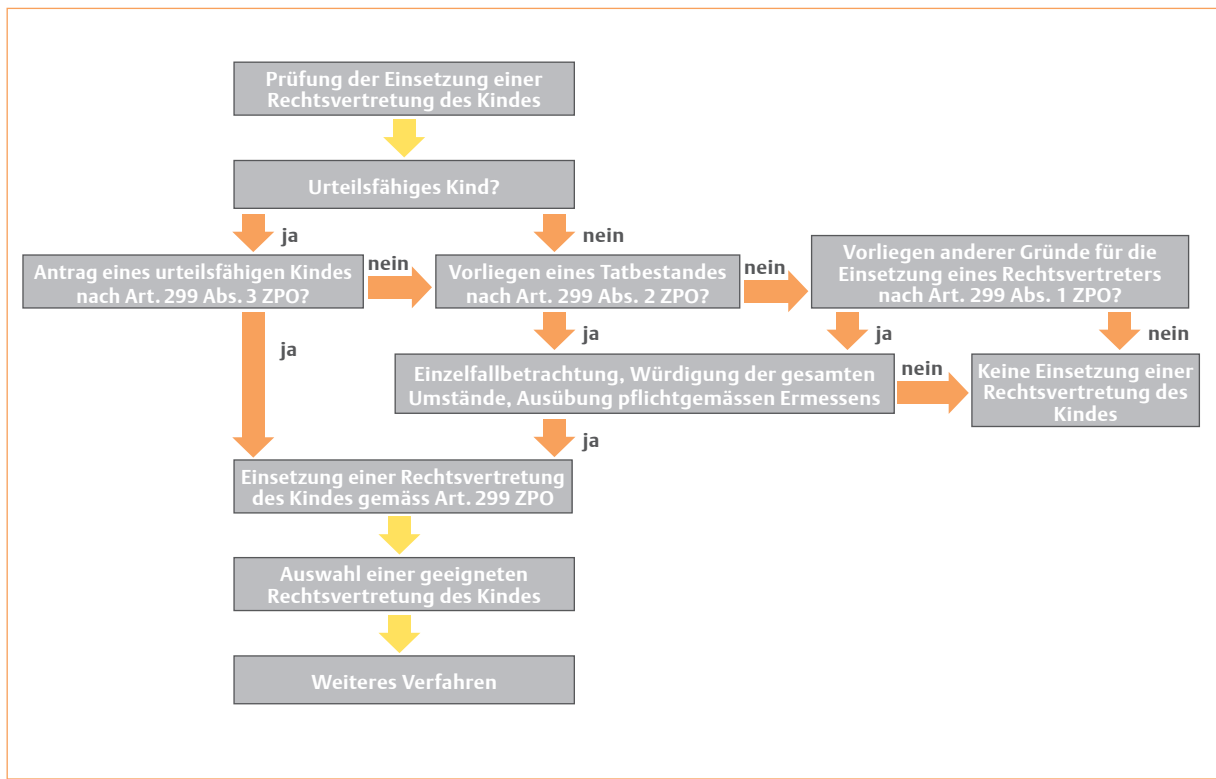 Prüfung der Einsetzung einer
Rechtsvertretung des Kindes
Urteilsfähiges Kind?
ja
nein
Antrag eines urteilsfähigen Kindes
nach Art. 299 Abs. 3 ZPO?
nein
Vorliegen eines Tatbestandes
nach Art. 299 Abs. 2 ZPO?
nein
Vorliegen anderer Gründe für die
Einsetzung eines Rechtsvertreters
nach Art. 299 Abs. 1 ZPO?
ja
ja
ja
nein
Einzelfallbetrachtung, Würdigung der gesamten
Umstände, Ausübung pflichtgemässen Ermessens
nein
Keine Einsetzung einer
Rechtsvertretung des
Kindes
ja
Einsetzung einer Rechtsvertretung
des Kindes gemäss Art. 299 ZPO
Auswahl einer geeigneten
Rechtsvertretung des Kindes
Weiteres Verfahren